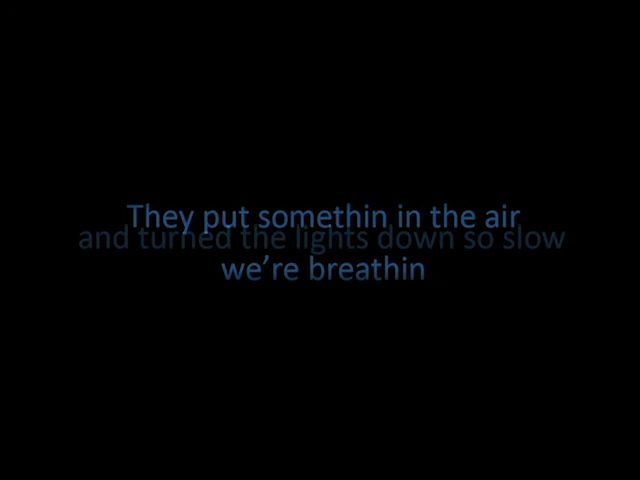 They put somethin in the air
and turned the lights down so slow
we're breathin